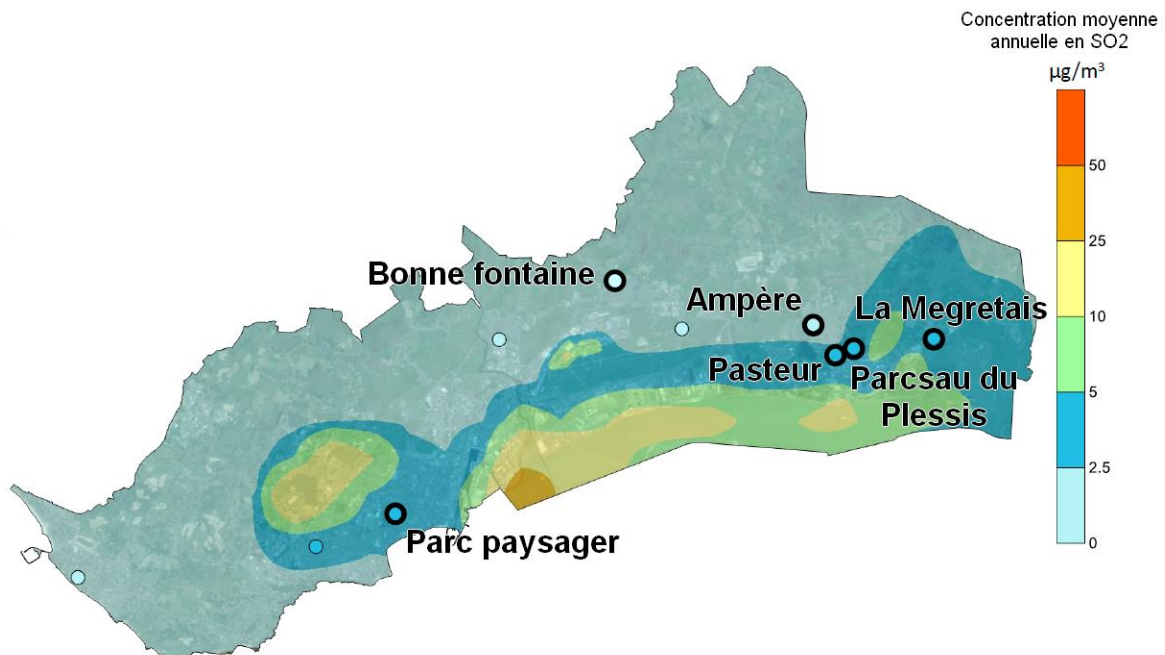 Concentration moyenne
annuelle en SO2
µg/m³
50
25
10
5
2.5
0
Bonne fontaine
Ampère
La Megretais
Pasteur
Parcsau du
Plessis
Parc paysager